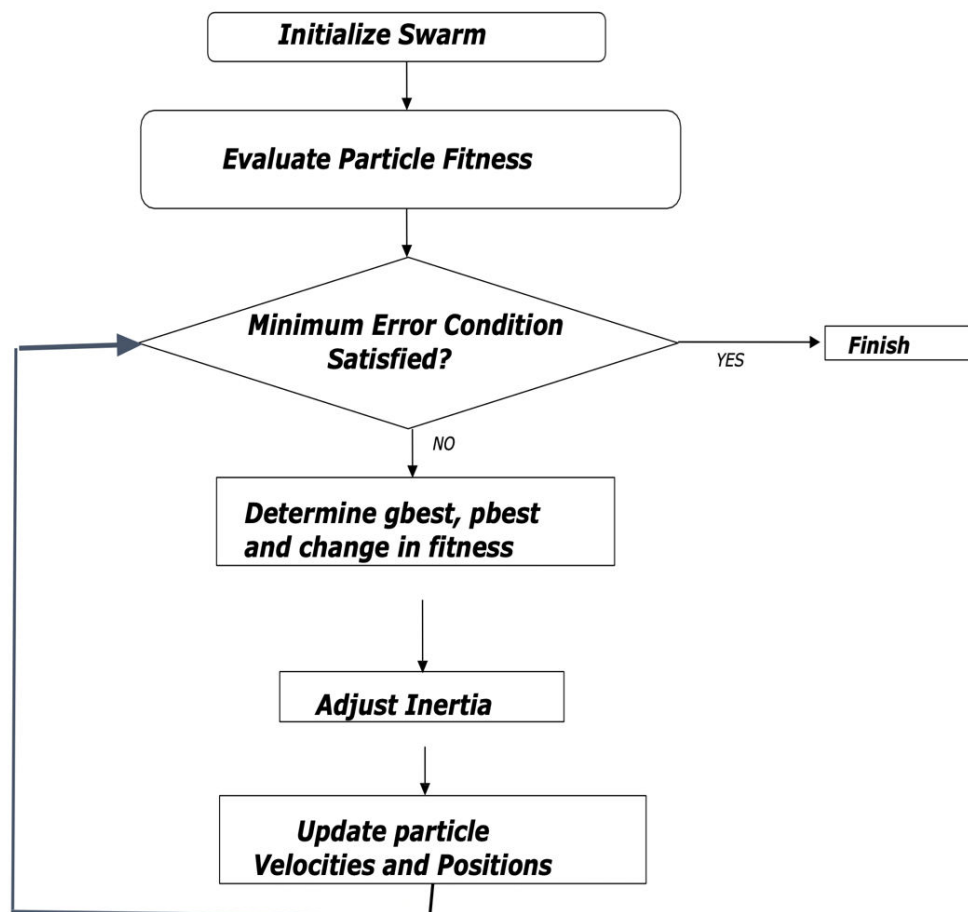 Initialize Swarm
Evaluate Particle Fitness
Minimum Error Condition
Satisfied?
YES
Finish
NO
Determine gbest, pbest
and change in fitness
Adjust Inertia
Update particle
Velocities and Positions